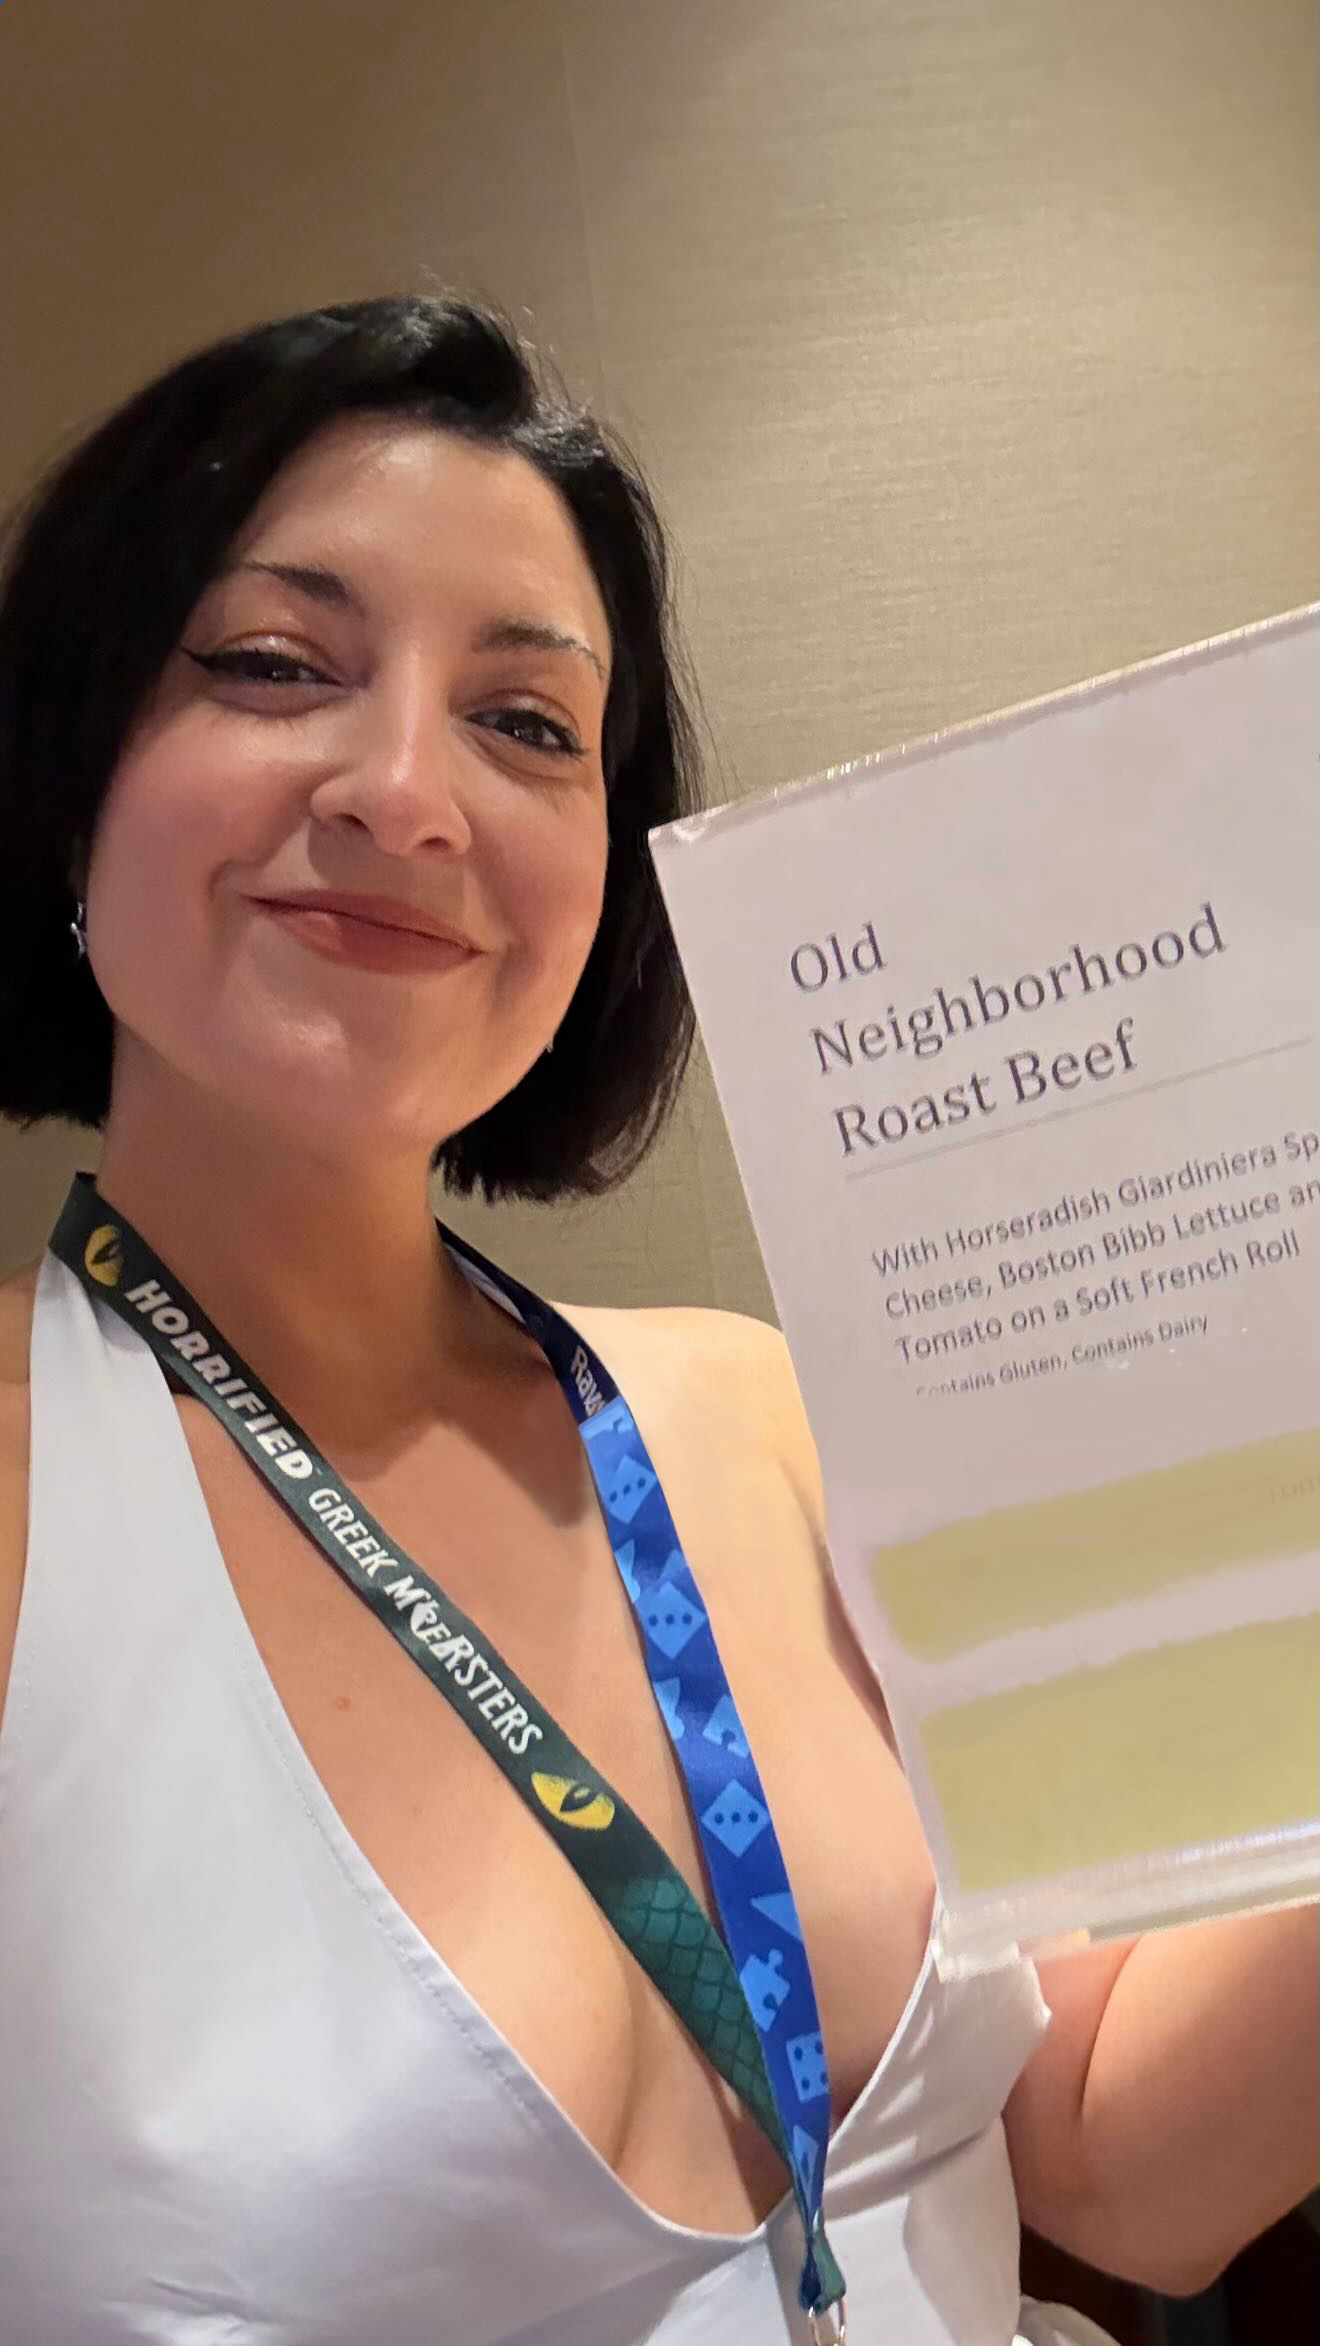 Old
Neighborhood
Roast Beef
With Horseradish Giardiniera
Cheese, Boston Bibb Lettuce
Tomato on a Soft French Roll
Contains Gluten, Contains Dairy
HORRIFIED
GREEK